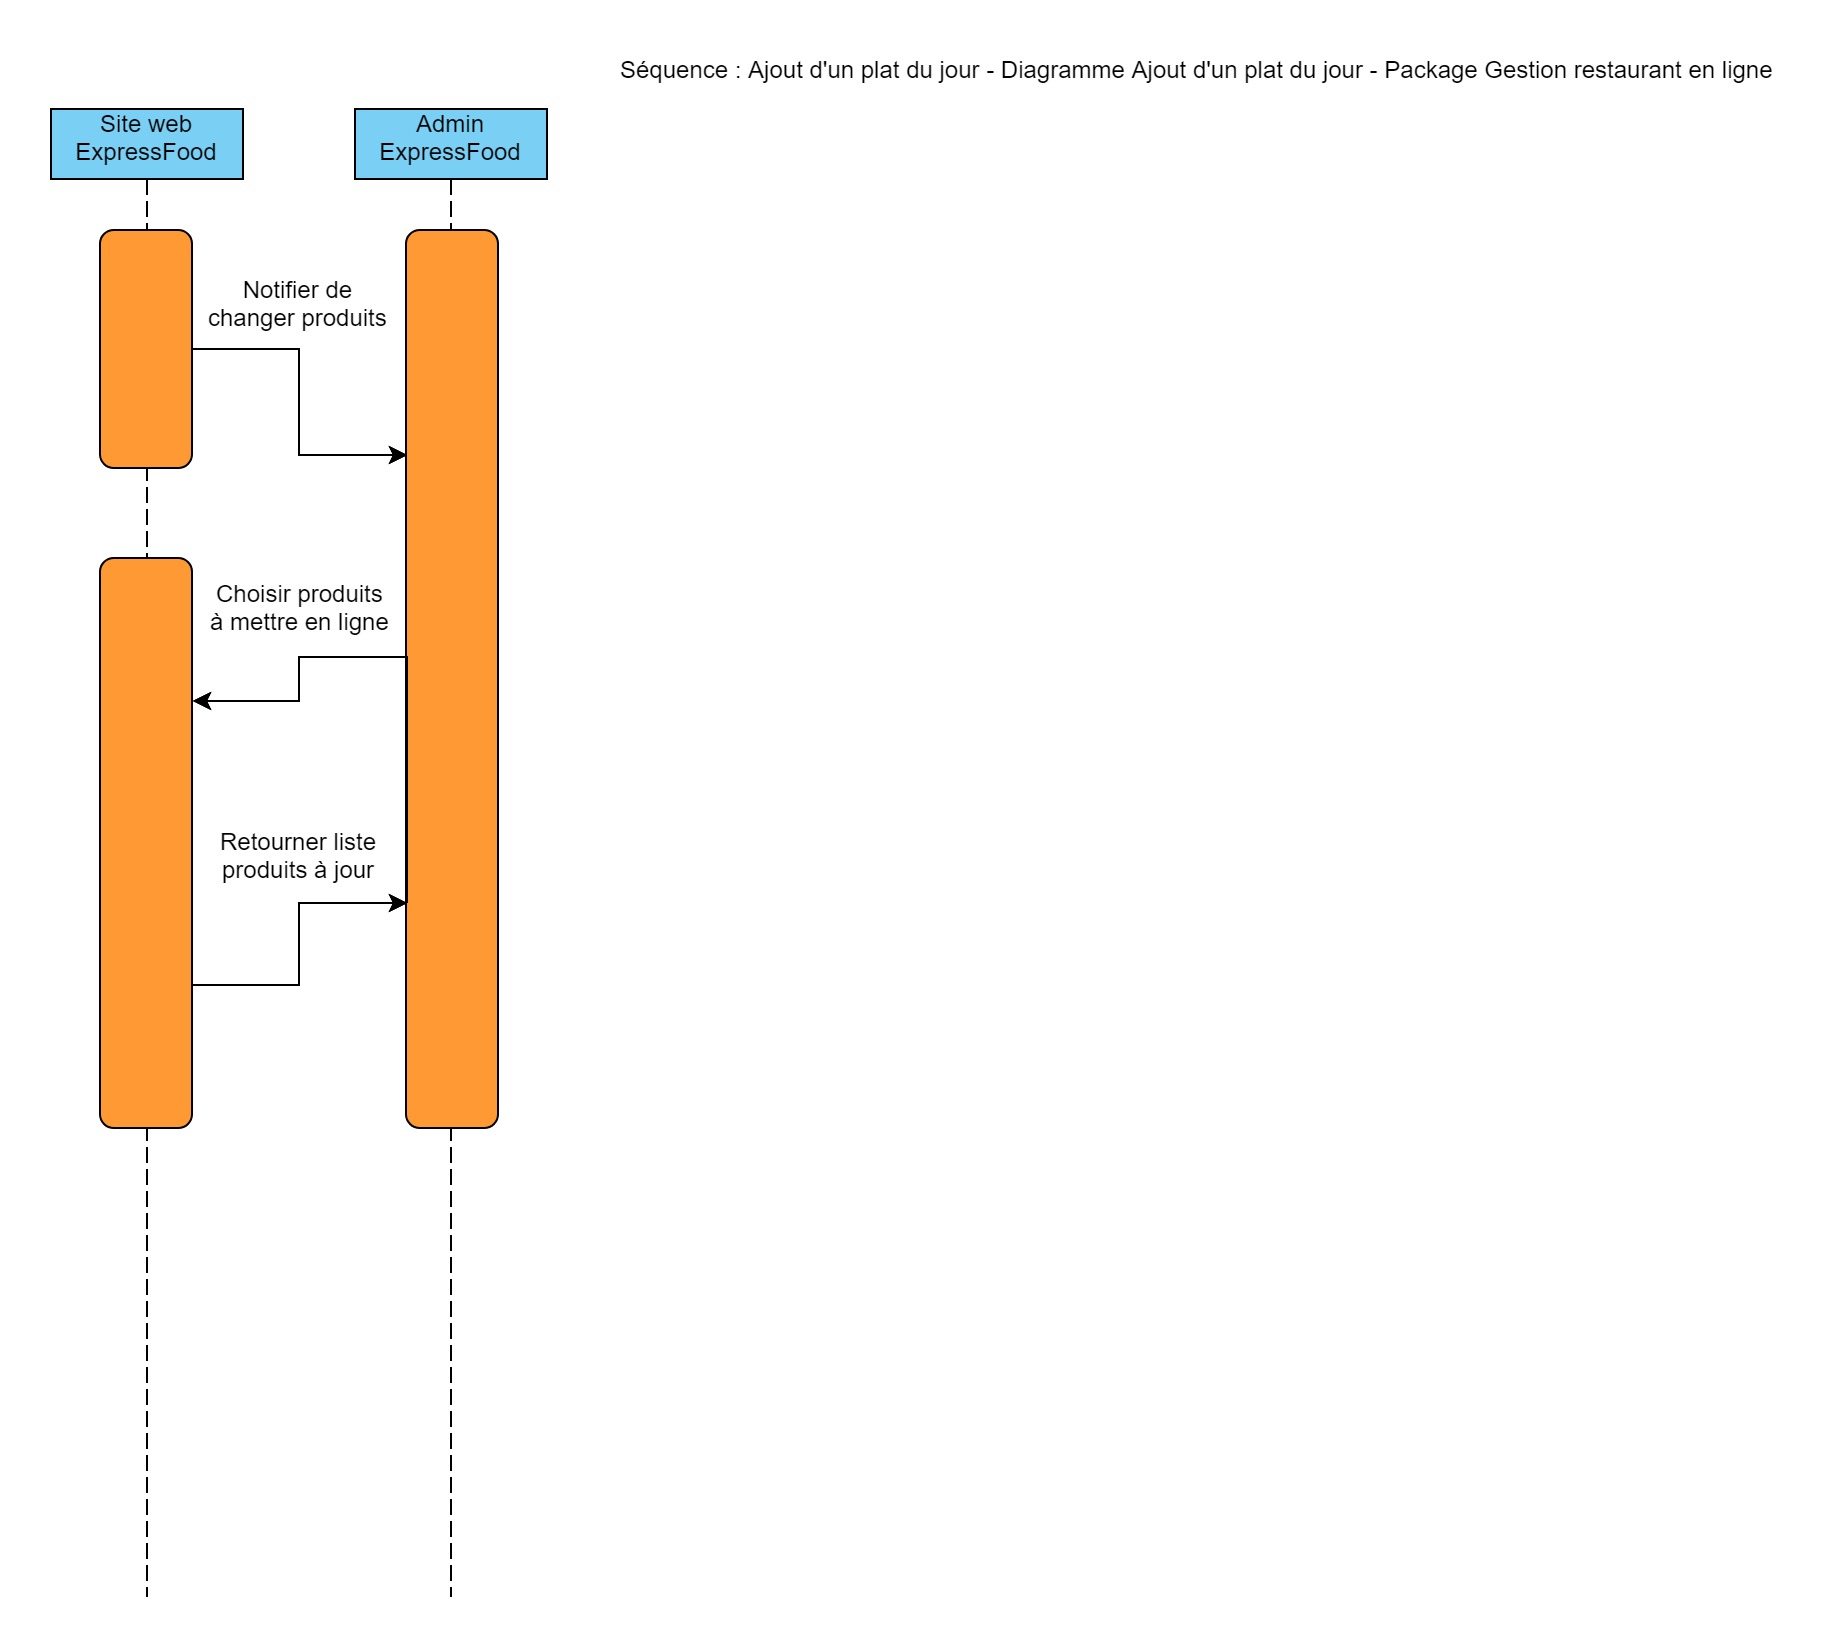 Séquence : Ajout d'un plat du jour - Diagramme Ajout d'un plat du jour - Package Gestion restaurant en ligne
Site web
ExpressFood
Admin
ExpressFood
Notifier de
changer produits
Choisir produits
à mettre en ligne
Retourner liste
produits à jour